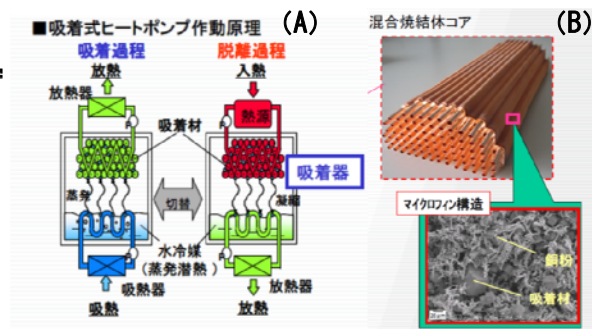 ■吸着式ヒートポンプ作動原理
(A)
吸着過程
脱離過程
放熱
入熱
放熱器
熱源
P
P
吸着材
吸着器
蒸発
切替
凝縮
水冷媒
(蒸発潜熱)
吸熱器
放熱器
吸熱
放熱
混合焼結体コア
(B)
マイクロフィン構造
銅粉
吸着材